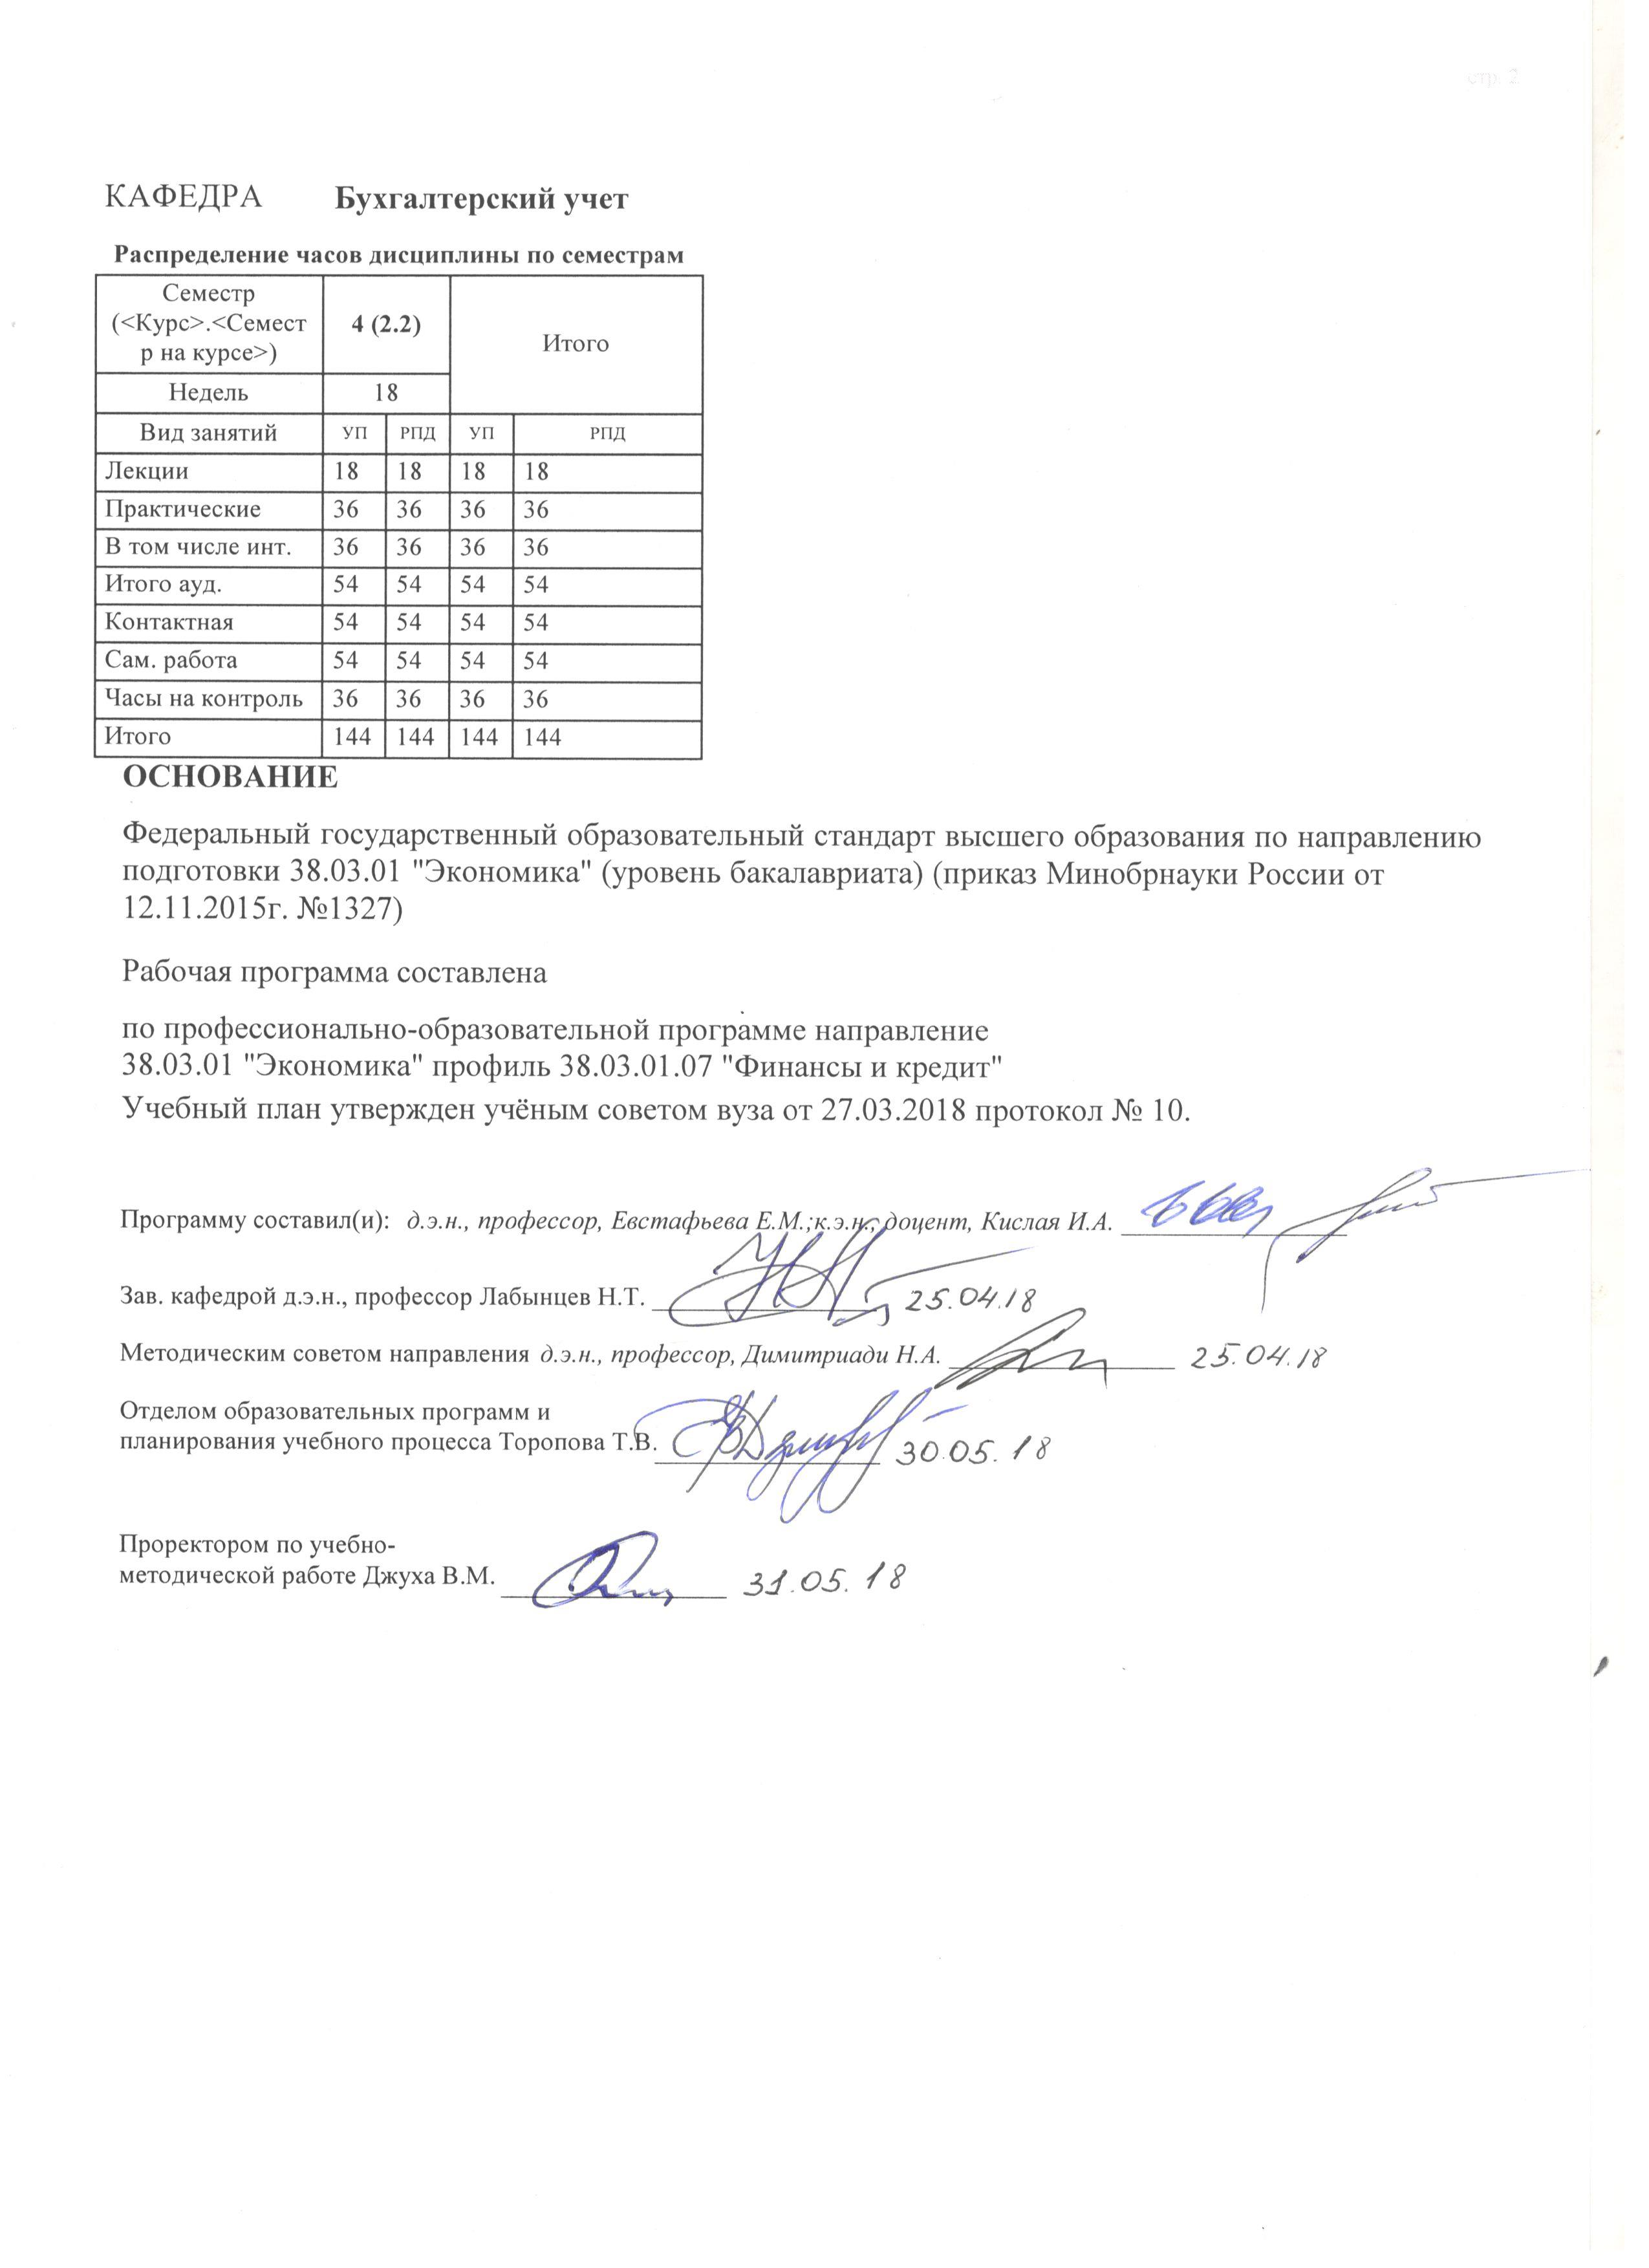 стр. 2
КАФЕДРА Бухгалтерский учет
Распределение часов дисциплины по семестрам
Семестр
(<Курс>.<Семест
р на курсе>) 4 (2.2) Итого
Недель 18
Вид занятий УП РПД УП РПД
Лекции 18 18 18 18
Практические 36 36 36 36
В том числе инт. 36 36 36 36
Итого ауд. 54 54 54 54
Контактная 54 54 54 54
Сам. работа 54 54 54 54
Часы на контроль 36 36 36 36
Итого 144 144 144 144
ОСНОВАНИЕ
Федеральный государственный образовательный стандарт высшего образования по направлению
подготовки 38.03.01 "Экономика" (уровень бакалавриата) (приказ Минобрнауки России от
12.11.2015г. №1327)
Рабочая программа составлена
по профессионально-образовательной программе направление
38.03.01 "Экономика" профиль 38.03.01.07 "Финансы и кредит"
Учебный план утвержден учёным советом вуза от 27.03.2018 протокол № 10.
Программу составил(и): д.э.н., профессор, Евстафьева Е.М.;к.э.н., доцент, Кислая И.А.
Зав. кафедрой д.э.н., профессор Лабынцев Н.Т. 25.04.18
Методическим советом направления д.э.н., профессор, Димитриади Н.А. 25.04.18
Отделом образовательных программ и
планирования учебного процесса Торопова Т.В. 30.05.18
Проректором по учебно-
методической работе Джуха В.М. 31.05.18